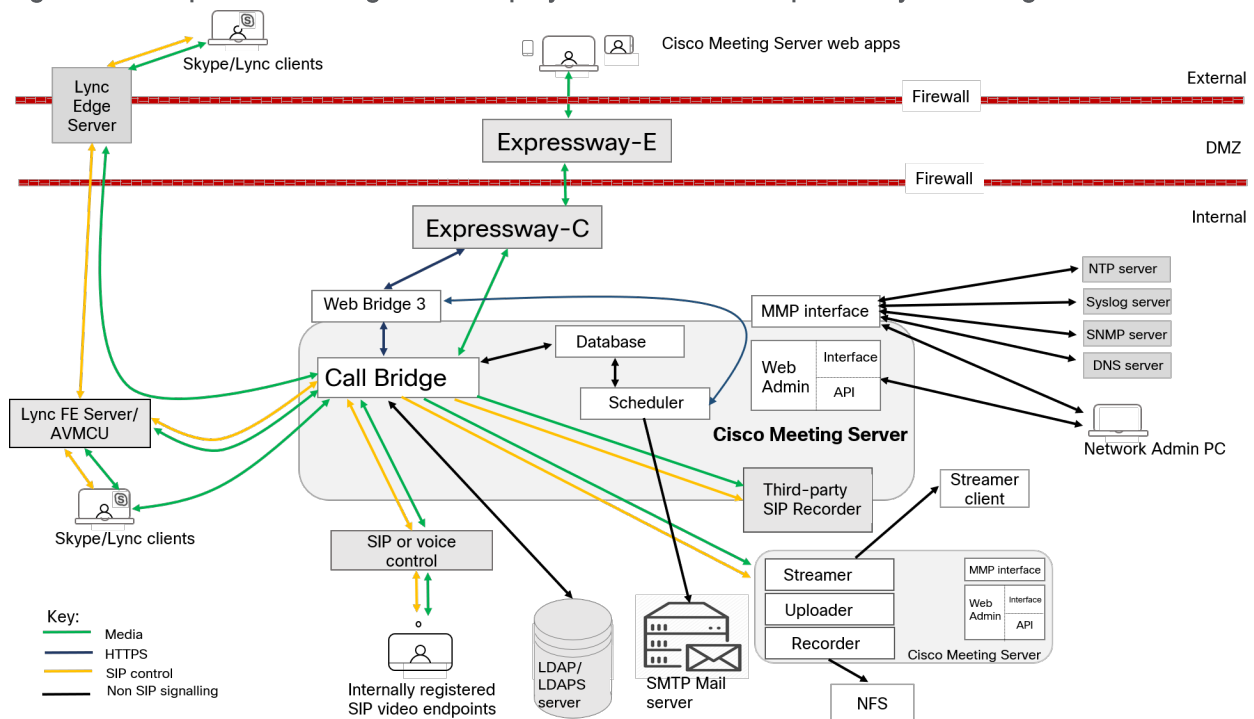 Skype/Lync clients
Cisco Meeting Server web apps
External
Lync
Edge
Server
Firewall
Expressway-E
DMZ
Firewall
Internal
Expressway-C
NTP server
Web Bridge 3
MMP interface
Syslog server
SNMP server
DNS server
Database
Web
Admin
Interface
API
Call Bridge
Scheduler
Lync FE Server/
AVMCU
Cisco Meeting Server
Network Admin PC
Third-party
SIP Recorder
Streamer
client
Skype/Lync clients
SIP or voice
control
Streamer
Uploader
Recorder
MMP interface
Web
Admin
Interface
API
Cisco Meeting Server
Key:
Media
HTTPS
SIP control
Non SIP signalling
Internally registered
SIP video endpoints
LDAP/
LDAPS
server
SMTP Mail
server
NFS